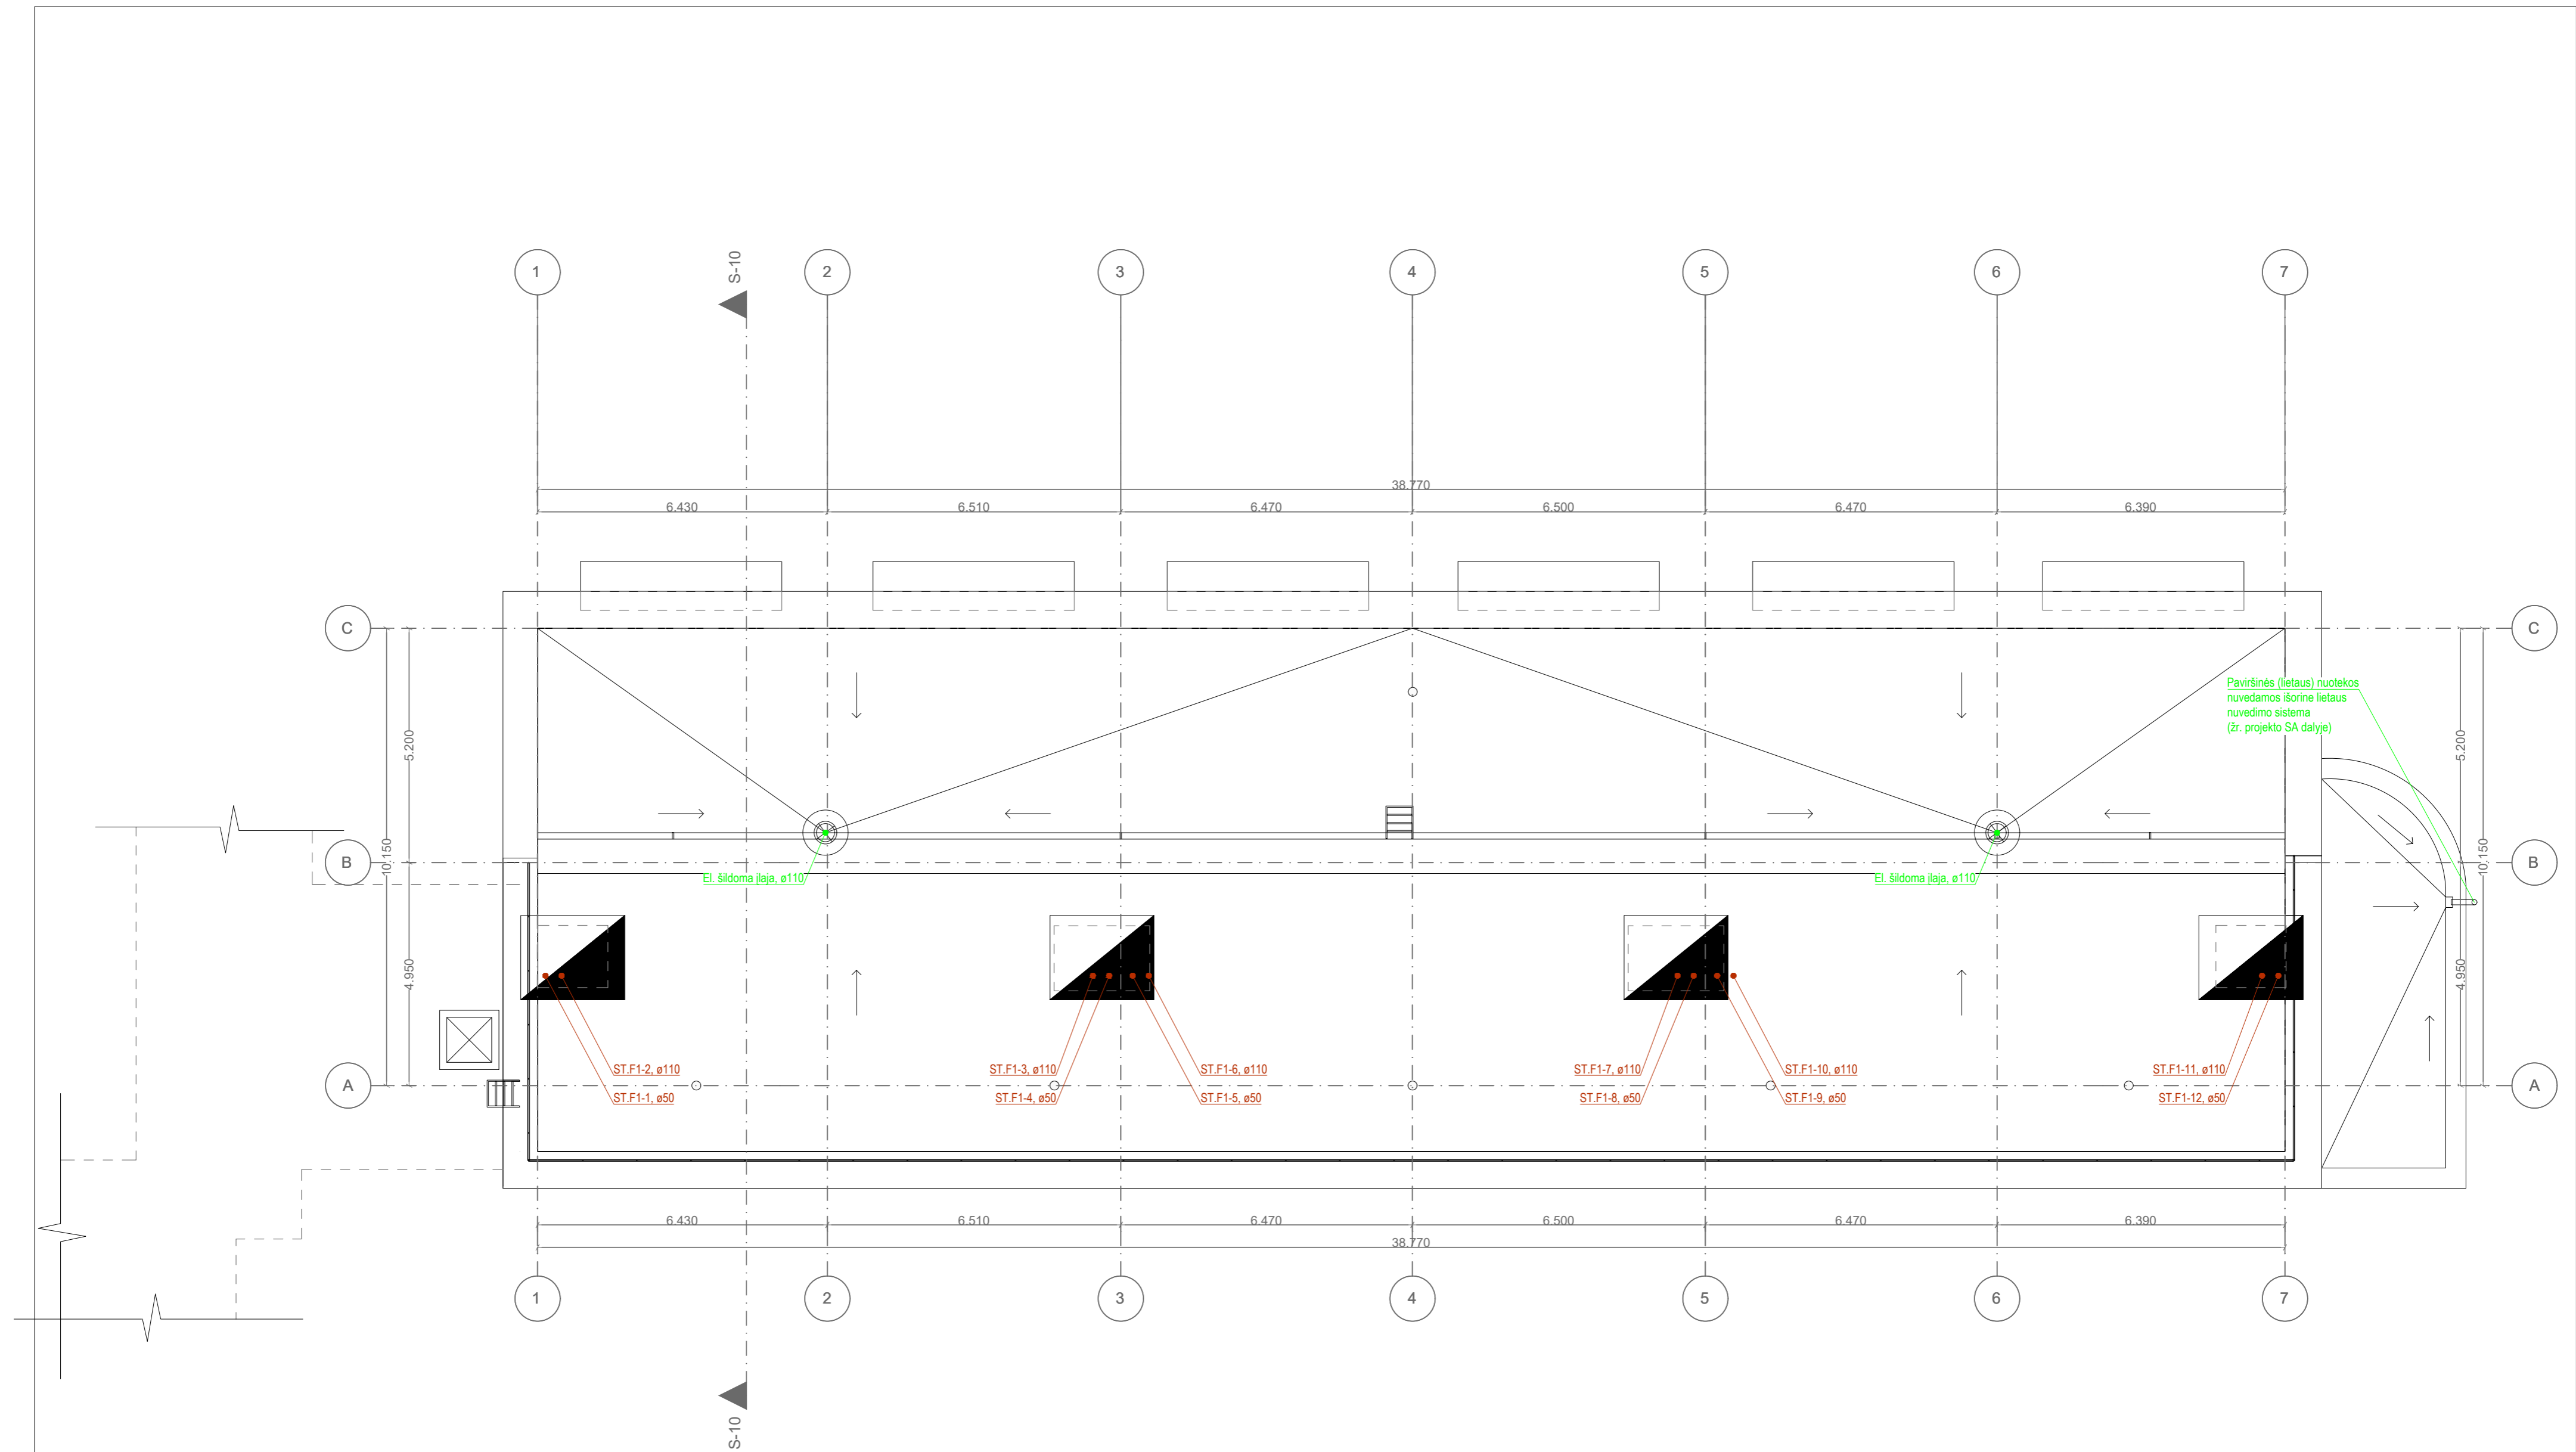 S-10
1
2
3
4
5
6
7
38.770
6.430
6.510
6.470
6.500
6.470
6.390
C
C
Paviršinės (lietaus) nuotekos
nuvedamos išorine lietaus
nuvedimo sistema
(žr. projekto SA dalyje)
5.200
5.200
10.150
10.150
B
B
El. šildoma įlaja, ø110
El. šildoma įlaja, ø110
4.950
4.950
ST.F1-2, ø110
ST.F1-1, ø50
ST.F1-3, ø110
ST.F1-4, ø50
ST.F1-6, ø110
ST.F1-5, ø50
ST.F1-7, ø110
ST.F1-8, ø50
ST.F1-10, ø110
ST.F1-9, ø50
ST.F1-11, ø110
ST.F1-12, ø50
A
A
6.430
6.510
6.470
6.500
6.470
6.390
38.770
1
2
3
4
5
6
7
S-10